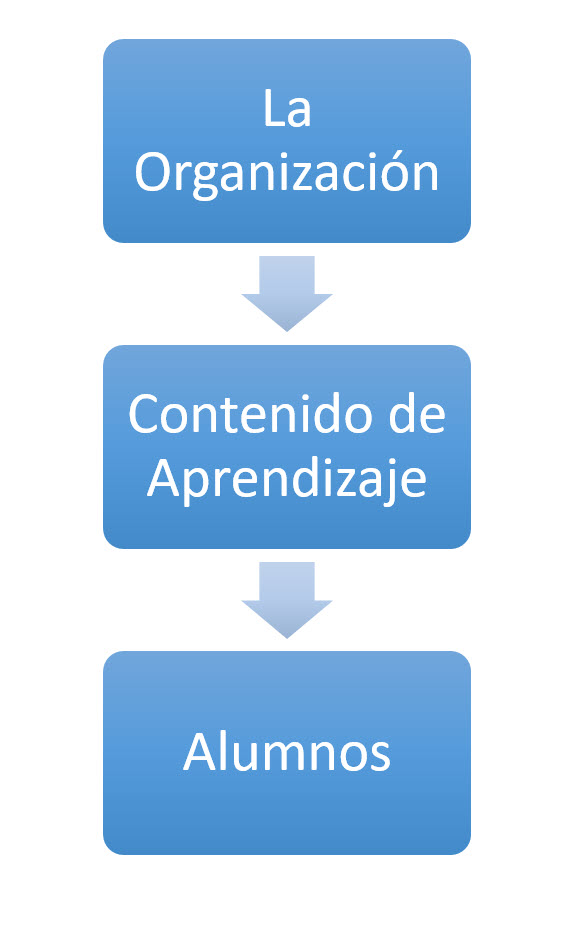 La
Organización
Contenido de
Aprendizaje
Alumnos